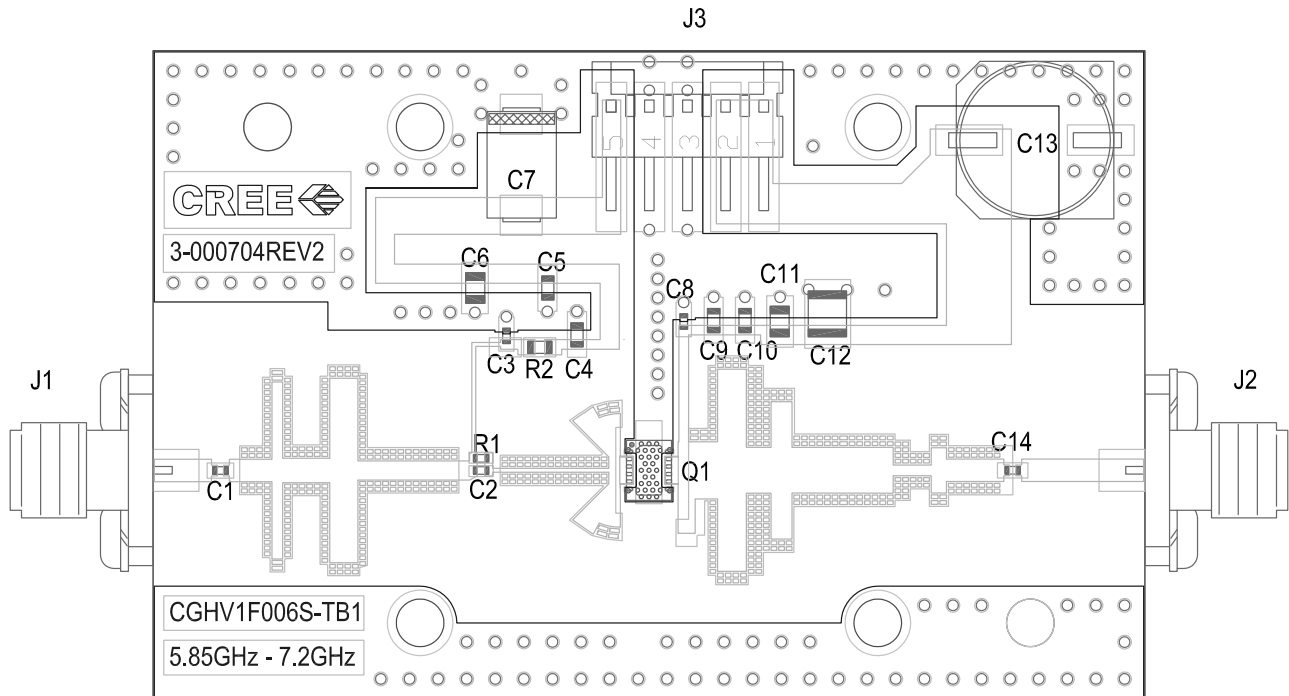 J3
5 4 3 2 1
C13
C7
CREE
3-000704REV2
C6 C5
C8 C11
C9 C10 C12
C3 R2 C4
J1
J2
R1
C14
C1 C2 Q1
CGHV1F006S-TB1
5.85GHz - 7.2GHz